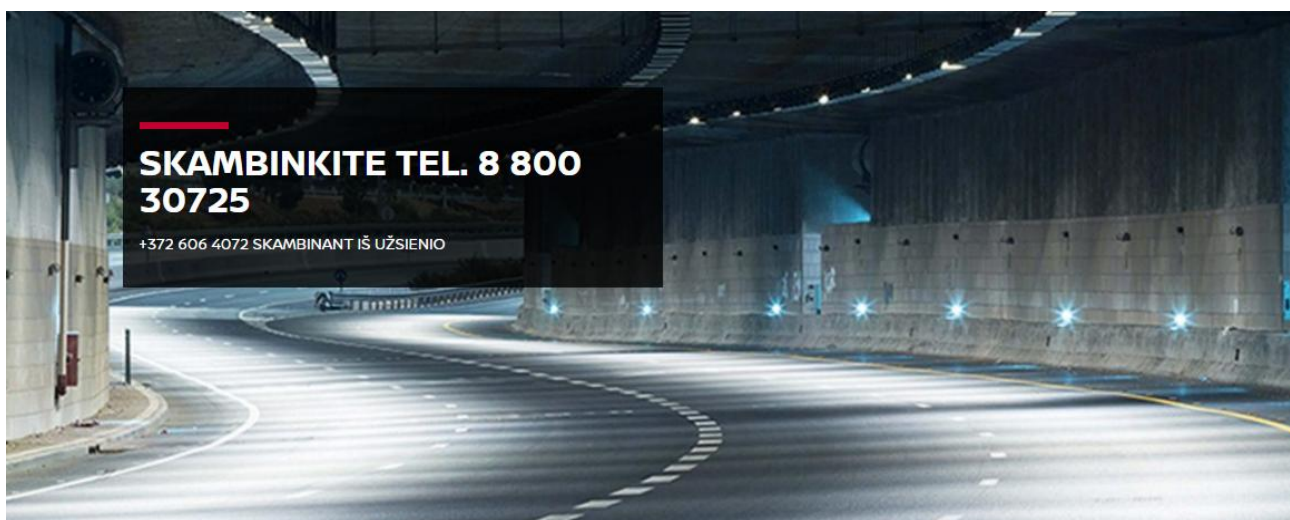 SKAMBINKITE TEL. 8 800
30725
+372 606 4072 SKAMBINANT IŠ UŽSIENIO